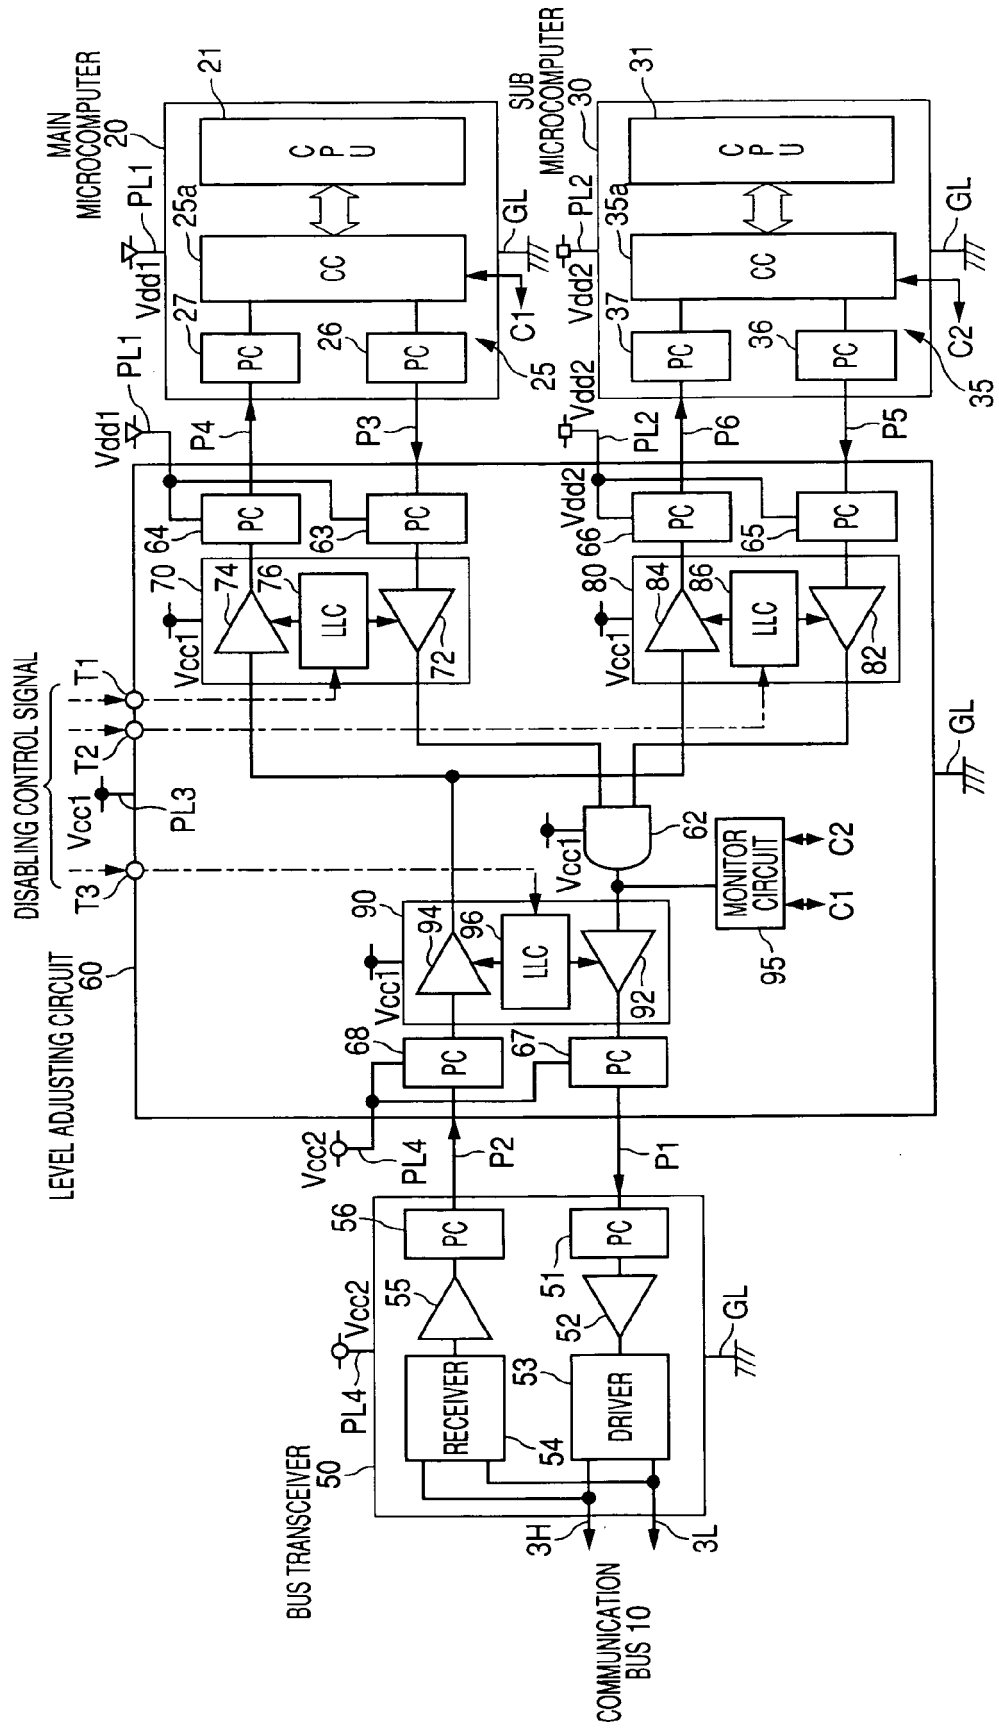 DISABLING CONTROL SIGNAL
LEVEL ADJUSTING CIRCUIT
60
T3
Vcc1
PL3
T2
T1
MAIN
MICROCOMPUTER
20
PL1
Vdd1
21
CPU
25a
CC
27
PC
26
PC
25
C1
GL
PL1
Vdd1
P4
P3
SUB
MICROCOMPUTER
30
PL2
Vdd2
31
CPU
35a
CC
37
PC
36
PC
35
C2
GL
Vdd2
PL2
P6
P5
64
PC
63
PC
70
Vcc1
74
76
LLC
72
Vdd2
66
PC
65
PC
80
Vcc1
84
86
LLC
82
62
Vcc1
MONITOR
CIRCUIT
95
C1
C2
GL
90
Vcc1
94
96
LLC
92
68
PC
67
PC
Vcc2
PL4
P2
P1
BUS TRANSCEIVER
50
PL4
Vcc2
56
PC
55
RECEIVER
54
51
PC
52
53
DRIVER
GL
3H
3L
COMMUNICATION
BUS 10